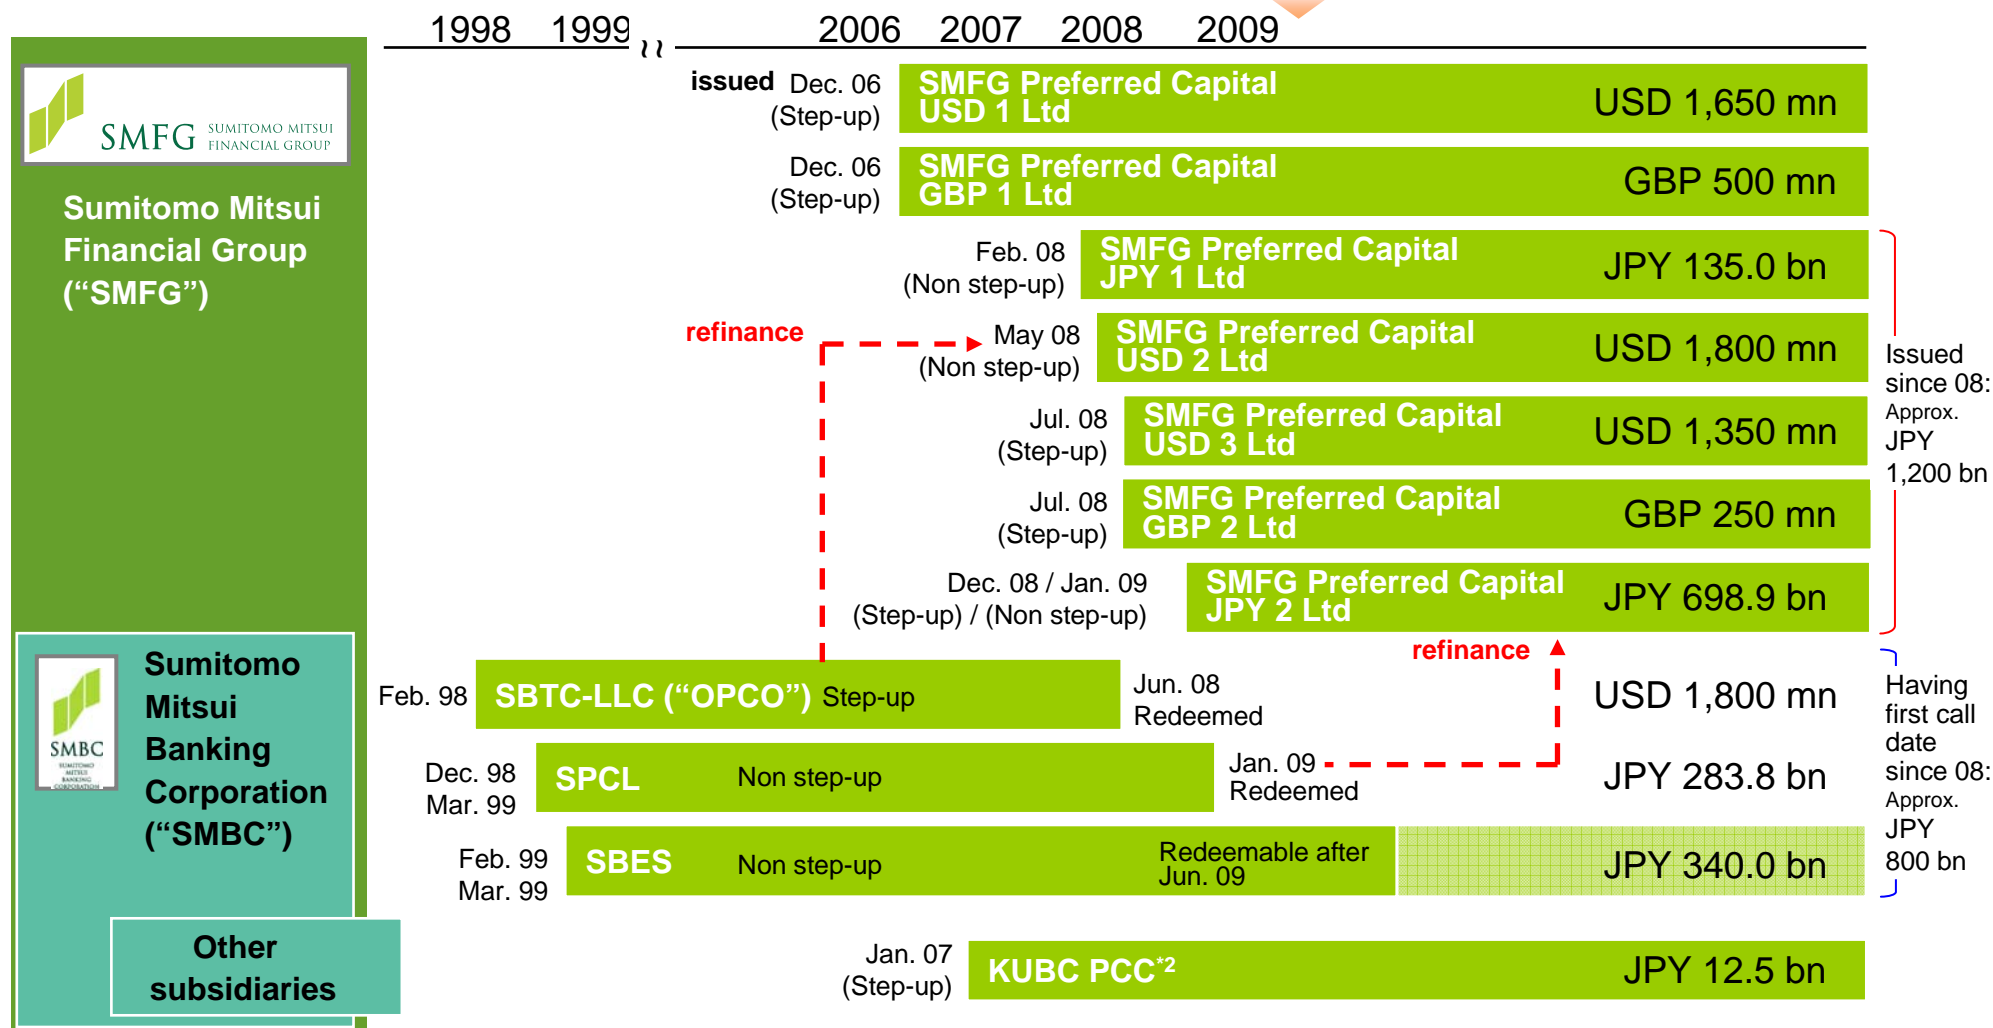 1998 1999 ~~ 2006 2007 2008 2009
SMFG SUMITOMO MITSUI
FINANCIAL GROUP
Sumitomo Mitsui
Financial Group
(“SMFG”)
issued Dec. 06
(Step-up)
SMFG Preferred Capital
USD 1 Ltd
USD 1,650 mn
Dec. 06
(Step-up)
SMFG Preferred Capital
GBP 1 Ltd
GBP 500 mn
Feb. 08
(Non step-up)
SMFG Preferred Capital
JPY 1 Ltd
JPY 135.0 bn
refinance
May 08
(Non step-up)
SMFG Preferred Capital
USD 2 Ltd
USD 1,800 mn
Jul. 08
(Step-up)
SMFG Preferred Capital
USD 3 Ltd
USD 1,350 mn
Jul. 08
(Step-up)
SMFG Preferred Capital
GBP 2 Ltd
GBP 250 mn
Dec. 08 / Jan. 09
(Step-up) / (Non step-up)
SMFG Preferred Capital
JPY 2 Ltd
JPY 698.9 bn
Issued
since 08:
Approx.
JPY
1,200 bn
refinance
SMBC
SUMITOMO
MITSUI
BANKING
CORPORATION
Sumitomo
Mitsui
Banking
Corporation
(“SMBC”)
Feb. 98
SBTC-LLC (“OPCO”) Step-up
Jun. 08
Redeemed
USD 1,800 mn
Dec. 98
Mar. 99
SPCL Non step-up
Jan. 09
Redeemed
JPY 283.8 bn
Feb. 99
Mar. 99
SBES Non step-up
Redeemable after
Jun. 09
JPY 340.0 bn
Having
first call
date
since 08:
Approx.
JPY
800 bn
Other
subsidiaries
Jan. 07
(Step-up)
KUBC PCC*2
JPY 12.5 bn